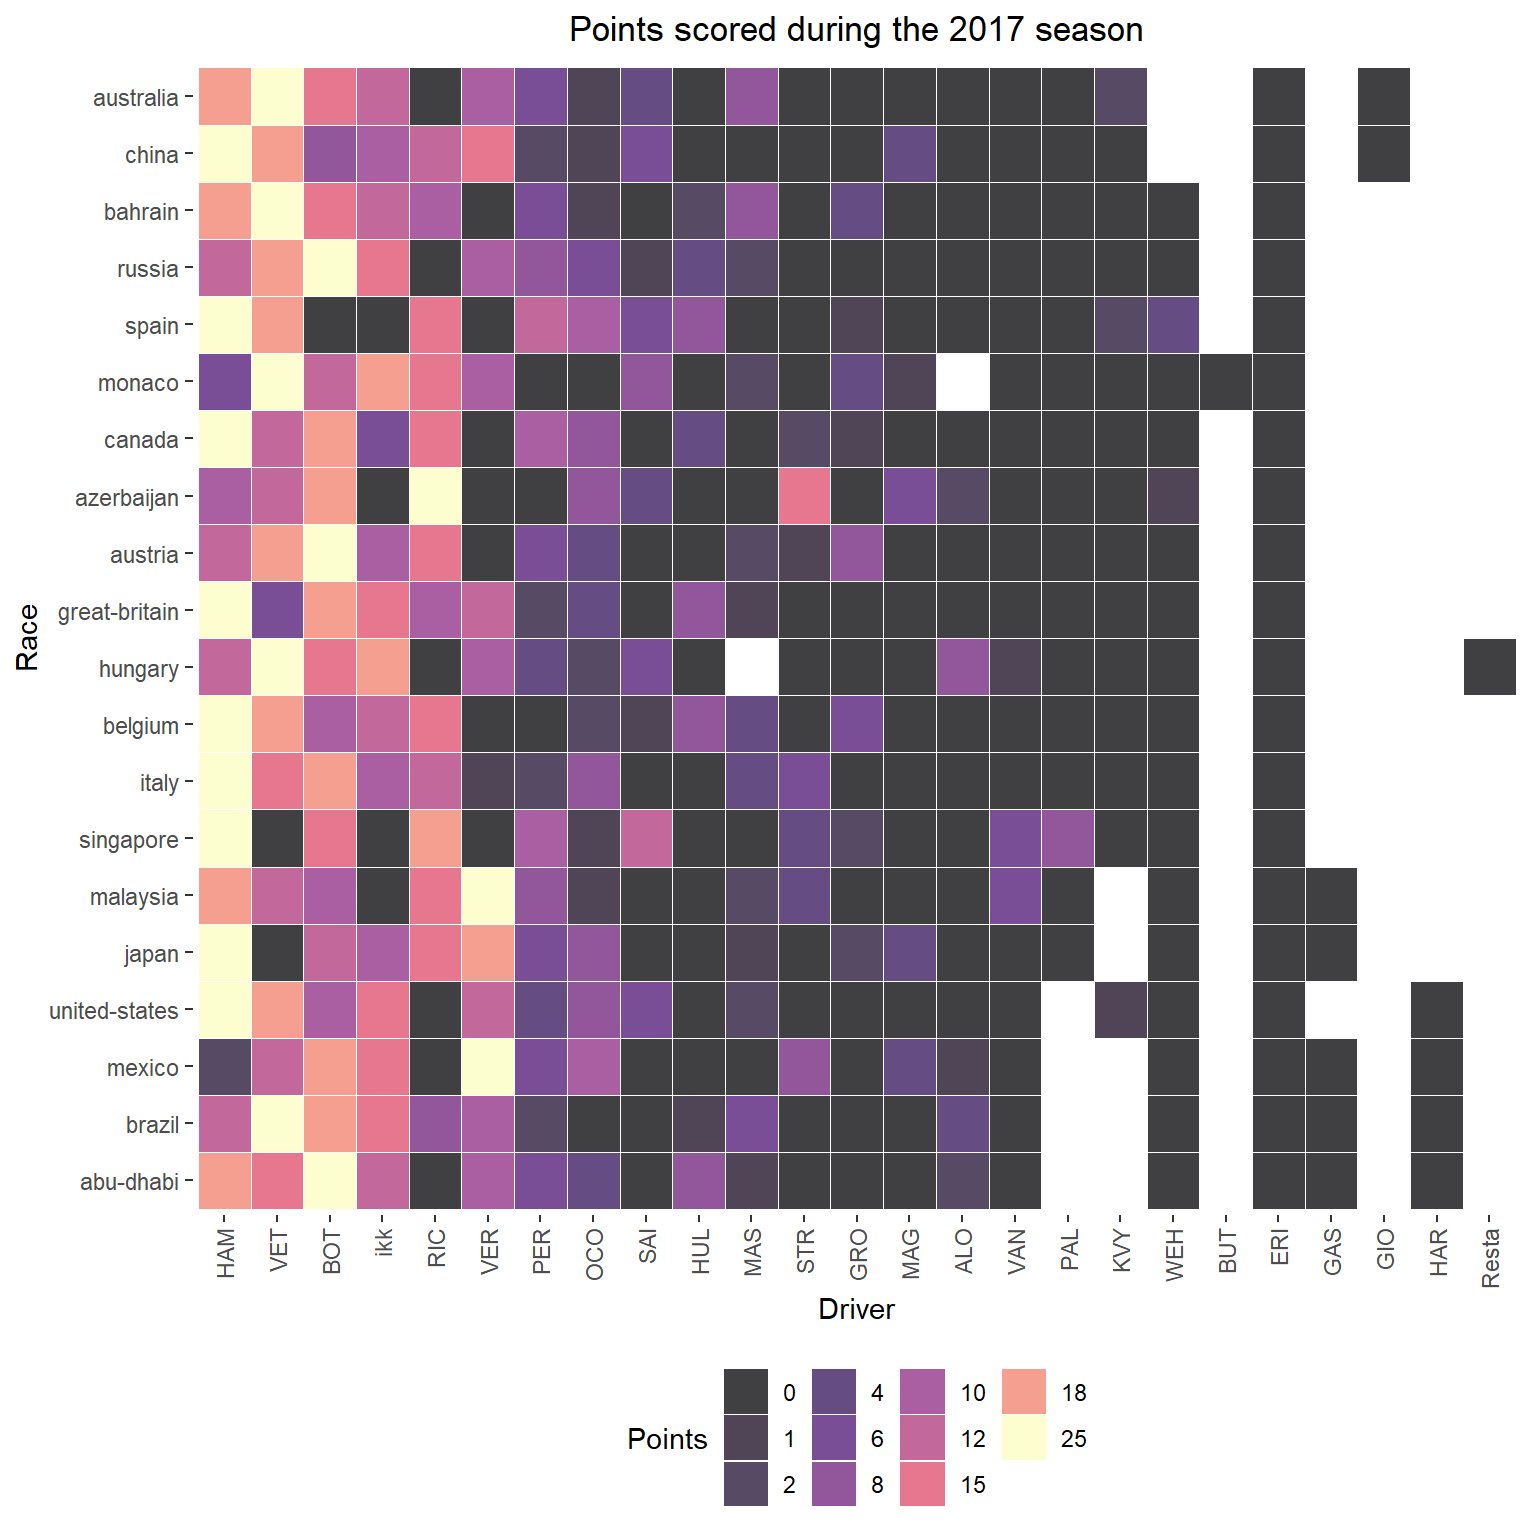 Points scored during the 2017 season
Race
australia
china
bahrain
russia
spain
monaco
canada
azerbaijan
austria
great-britain
hungary
belgium
italy
singapore
malaysia
japan
united-states
mexico
brazil
abu-dhabi
HAM VET BOT ikk RIC VER PER OCO SAI HUL MAS STR GRO MAG ALO VAN PAL KVY WEH BUT ERI GAS GIO HAR Resta
Driver
Points
0 4 10 18
1 6 12 25
2 8 15